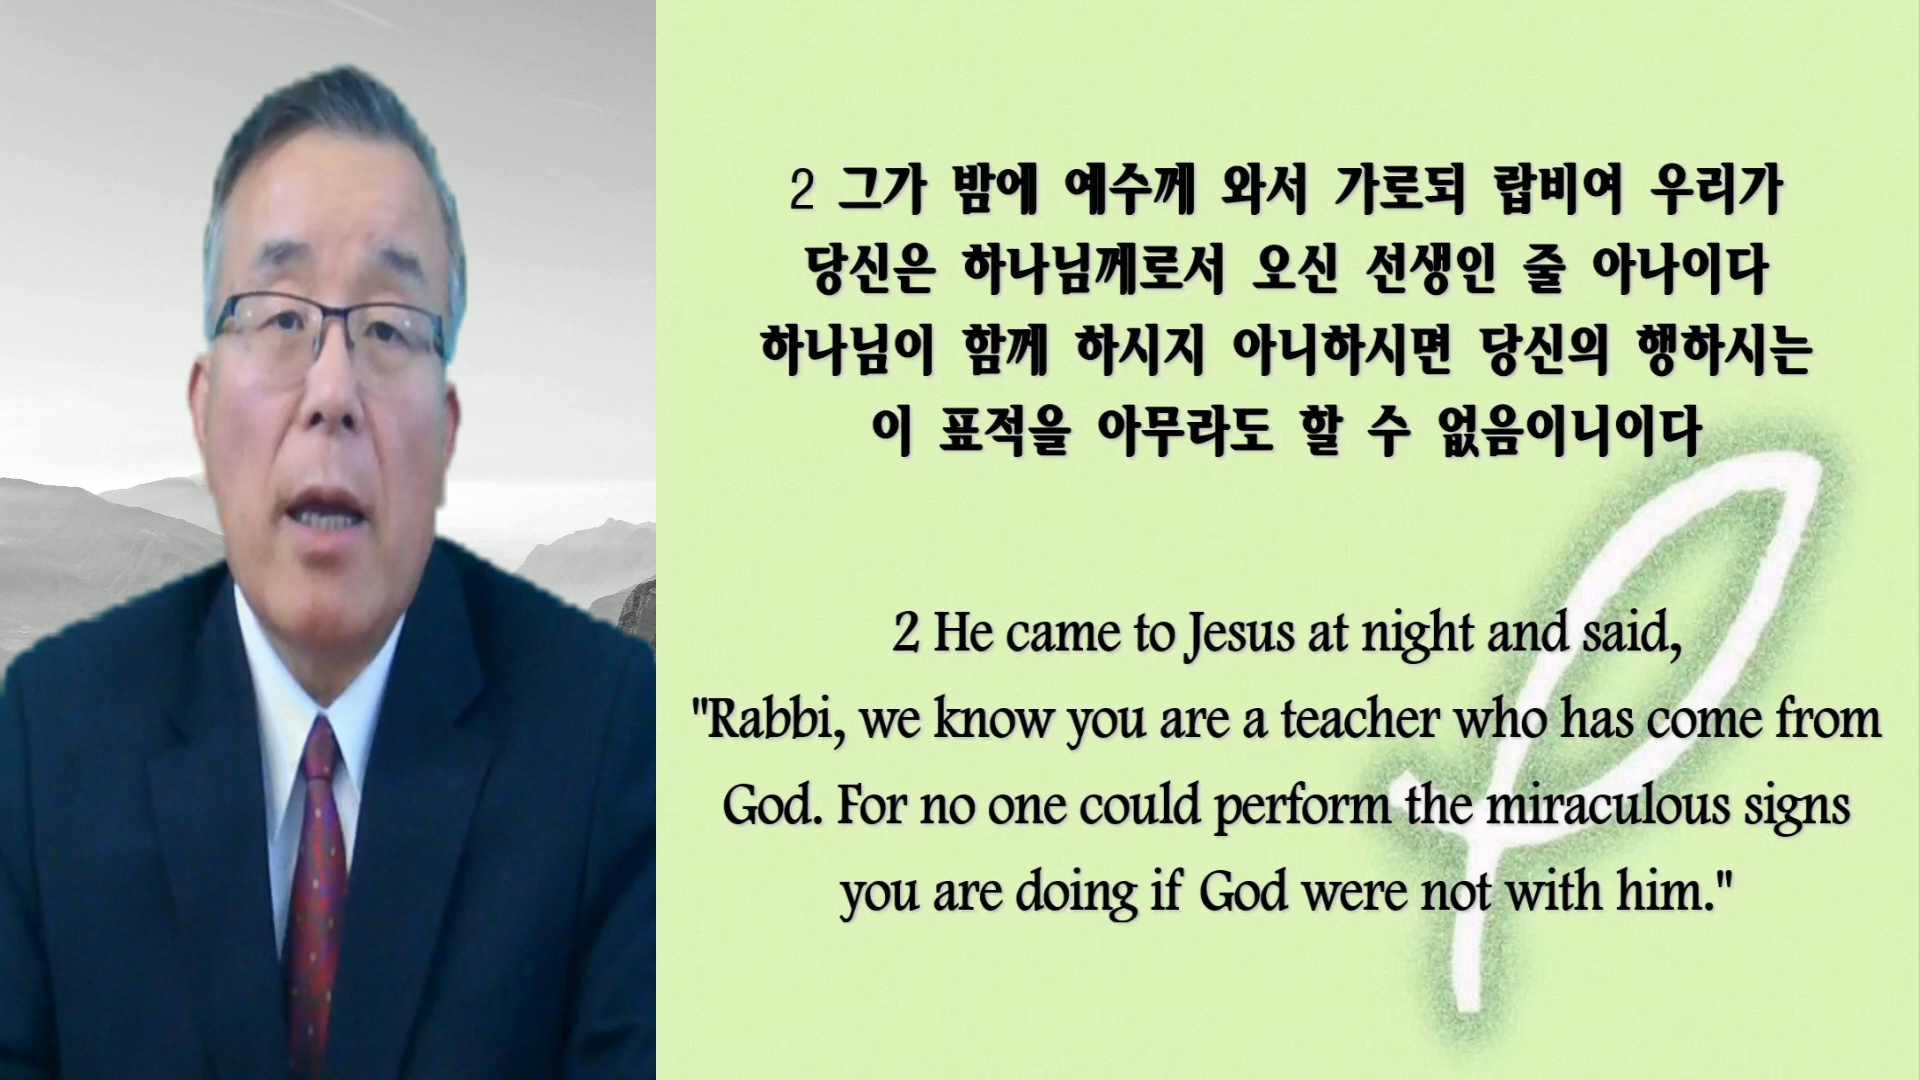 2 그가 밤에 예수께 와서 가로되 랍비여 우리가
당신은 하나님께로서 오신 선생인 줄 아나이다
하나님이 함께 하시지 아니하시면 당신의 행하시는
이 표적을 아무라도 할 수 없음이니이다
2 He came to Jesus at night and said,
"Rabbi, we know you are a teacher who has come from
God. For no one could perform the miraculous signs
you are doing if God were not with him."